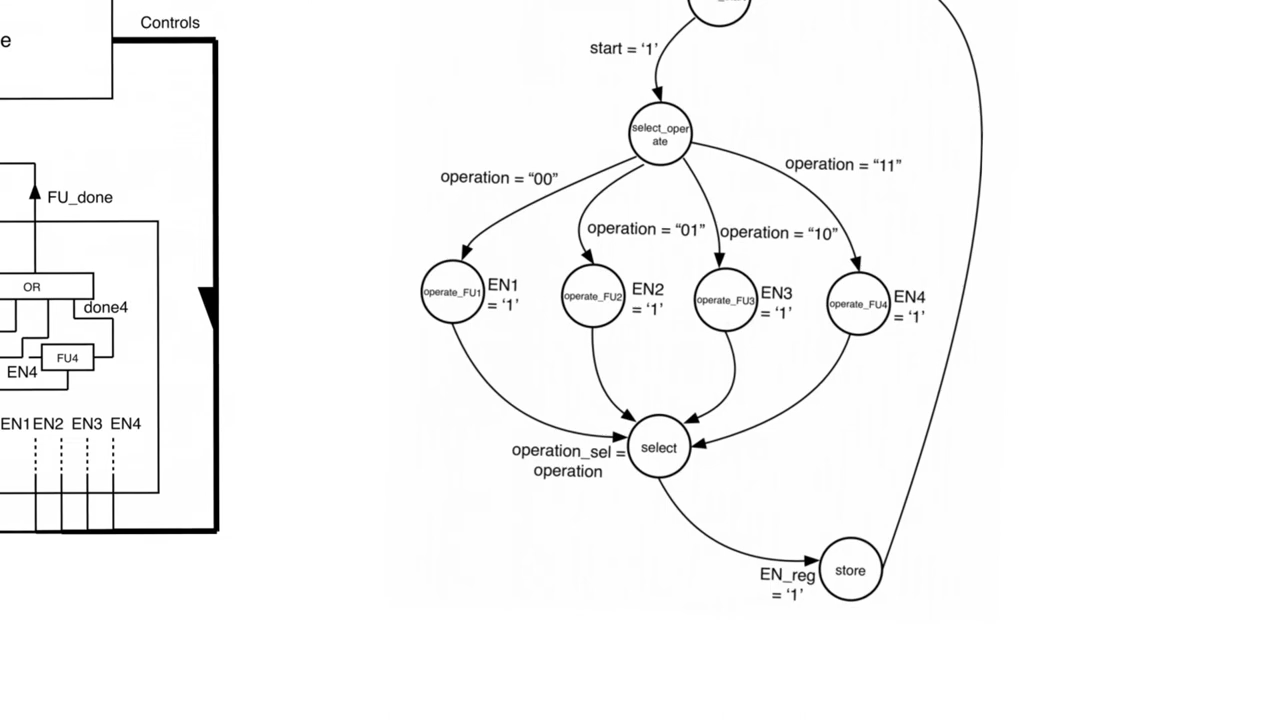 Controls
e
FU_done
OR
done4
FU4
EN4
EN1 EN2 EN3 EN4
start = ‘1’
select_oper
ate
operation = “00”
operation = “01”
operation = “10”
operation = “11”
operate_FU1
EN1
= ‘1’
operate_FU2
EN2
= ‘1’
operate_FU3
EN3
= ‘1’
operate_FU4
EN4
= ‘1’
select
operation_sel =
operation
store
EN_reg
= ‘1’